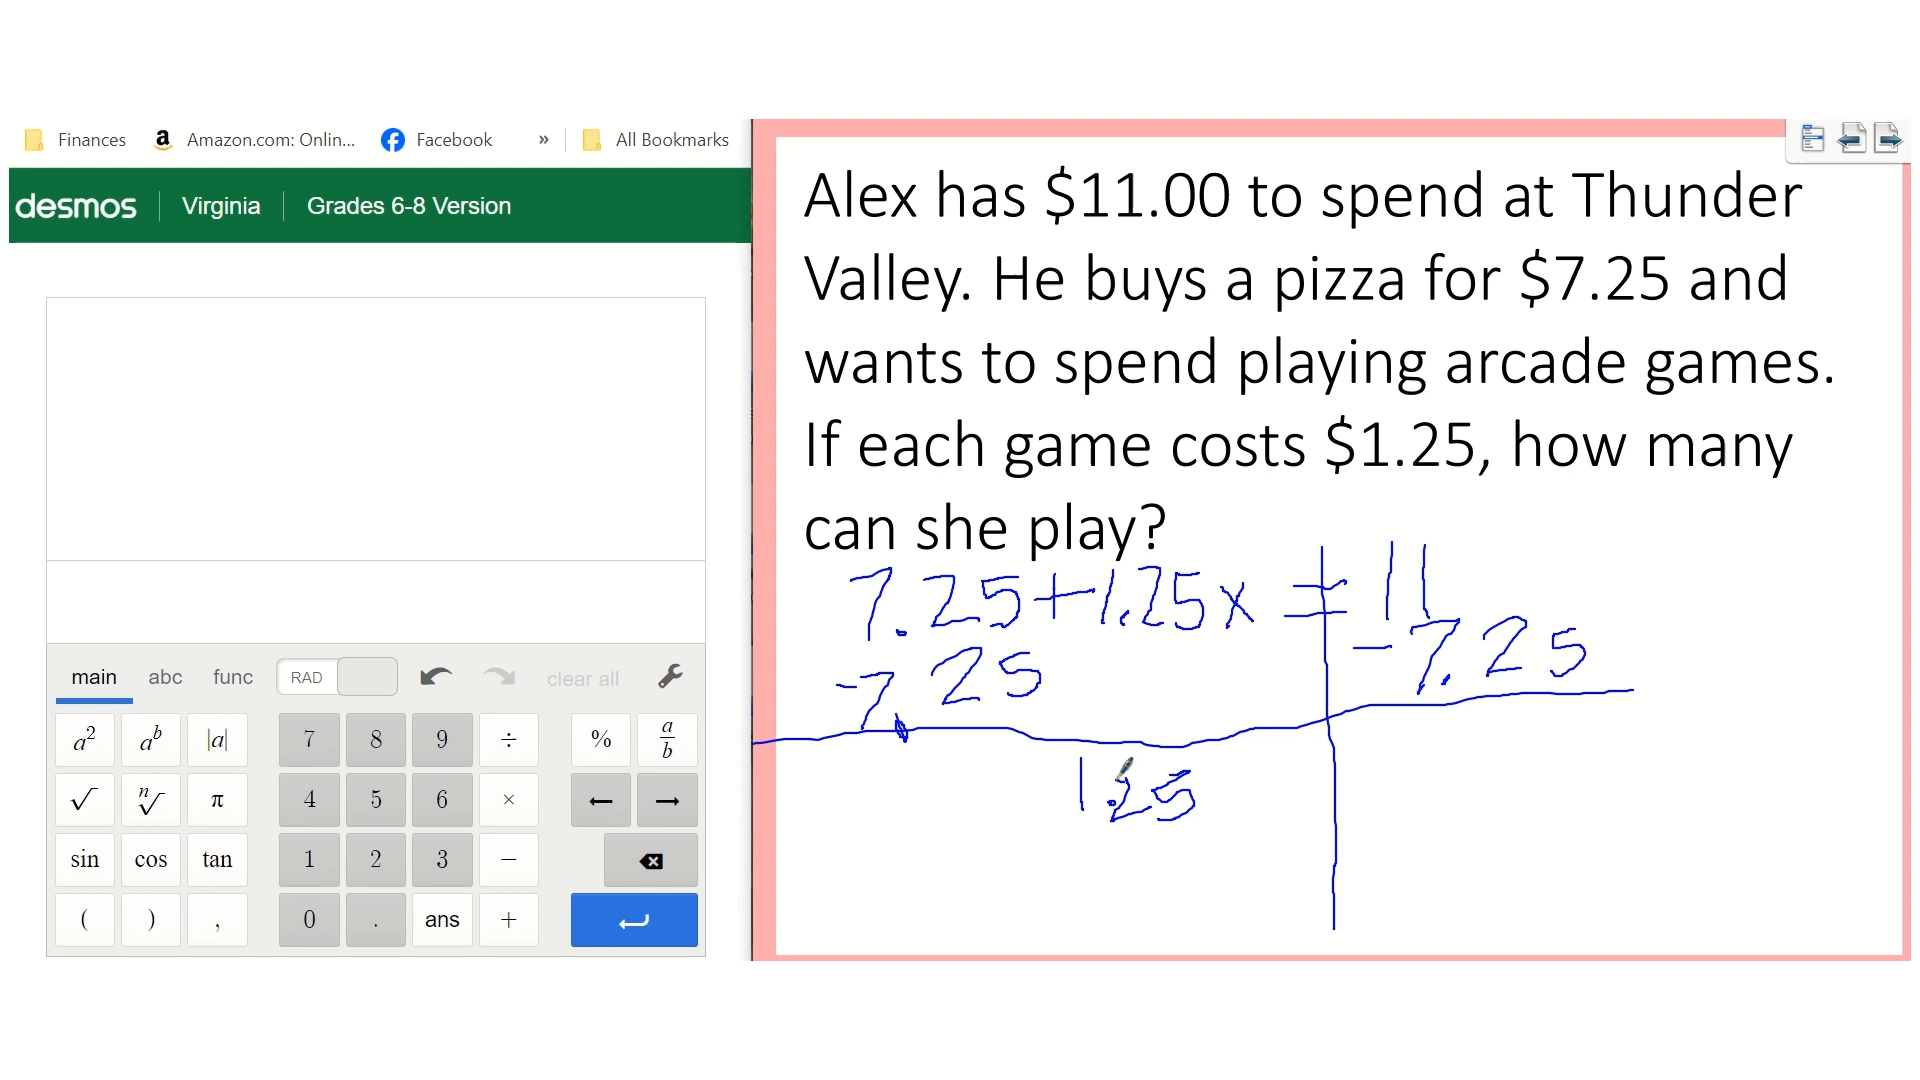 Finances Amazon.com: Onlin... Facebook » All Bookmarks
desmos Virginia Grades 6-8 Version
Alex has $11.00 to spend at Thunder
Valley. He buys a pizza for $7.25 and
wants to spend playing arcade games.
If each game costs $1.25, how many
can she play?
7.25+1.25x = 11
-7.25 -7.25
1.25
main abc func RAD clear all
a² aᵇ |a| 7 8 9 ÷ % a/b
√ ⁿ√ π 4 5 6 × ← →
sin cos tan 1 2 3 −
( ) , 0 . ans +